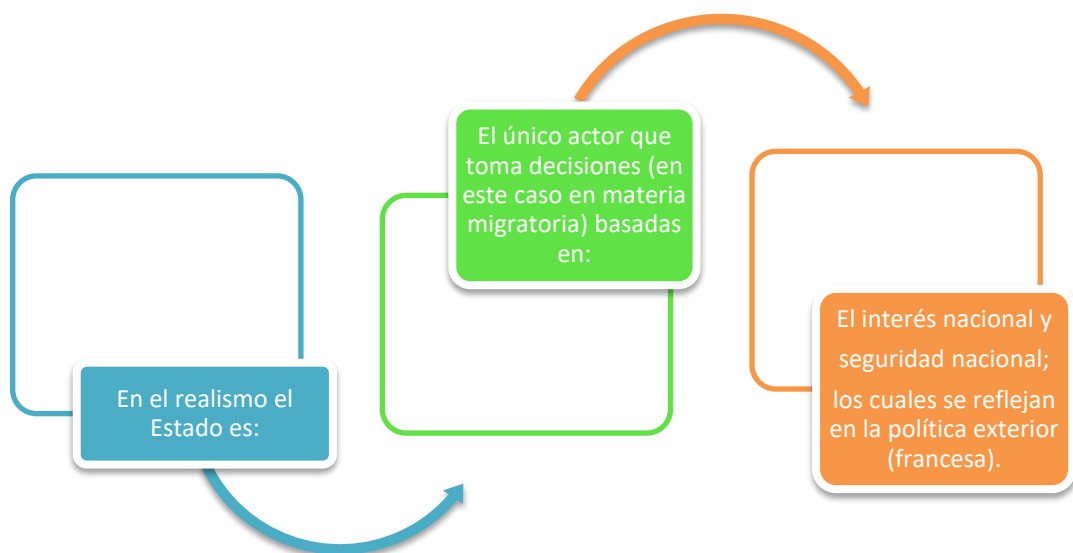 En el realismo el
Estado es:
El único actor que
toma decisiones (en
este caso en materia
migratoria) basadas
en:
El interés nacional y
seguridad nacional;
los cuales se reflejan
en la política exterior
(francesa).